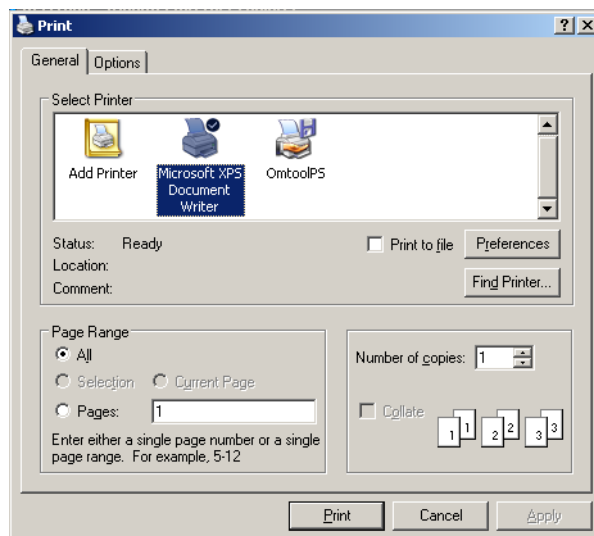 Print
General
Options
Select Printer
Add Printer
Microsoft XPS
Document
Writer
OmtoolPS
Status: Ready
Print to file
Preferences
Location:
Comment:
Find Printer...
Page Range
All
Selection
Current Page
Pages: 1
Enter either a single page number or a single
page range. For example, 5-12
Number of copies: 1
Collate
1 1 2 2 3 3
Print
Cancel
Apply